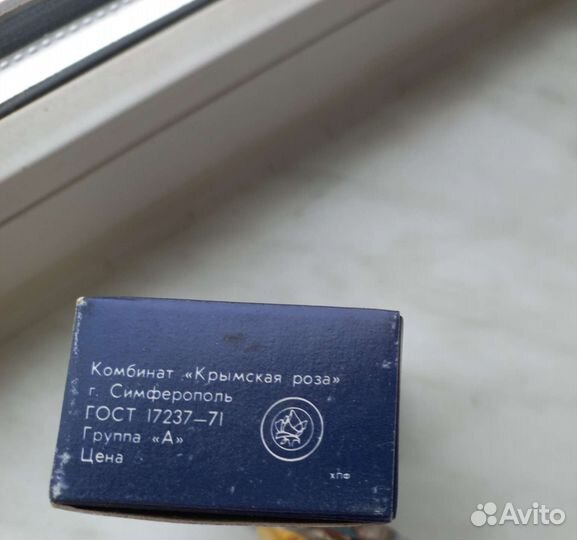 Комбинат «Крымская роза»
г. Симферополь
ГОСТ 17237—71
Группа «А»
Цена
ХПФ
Avito